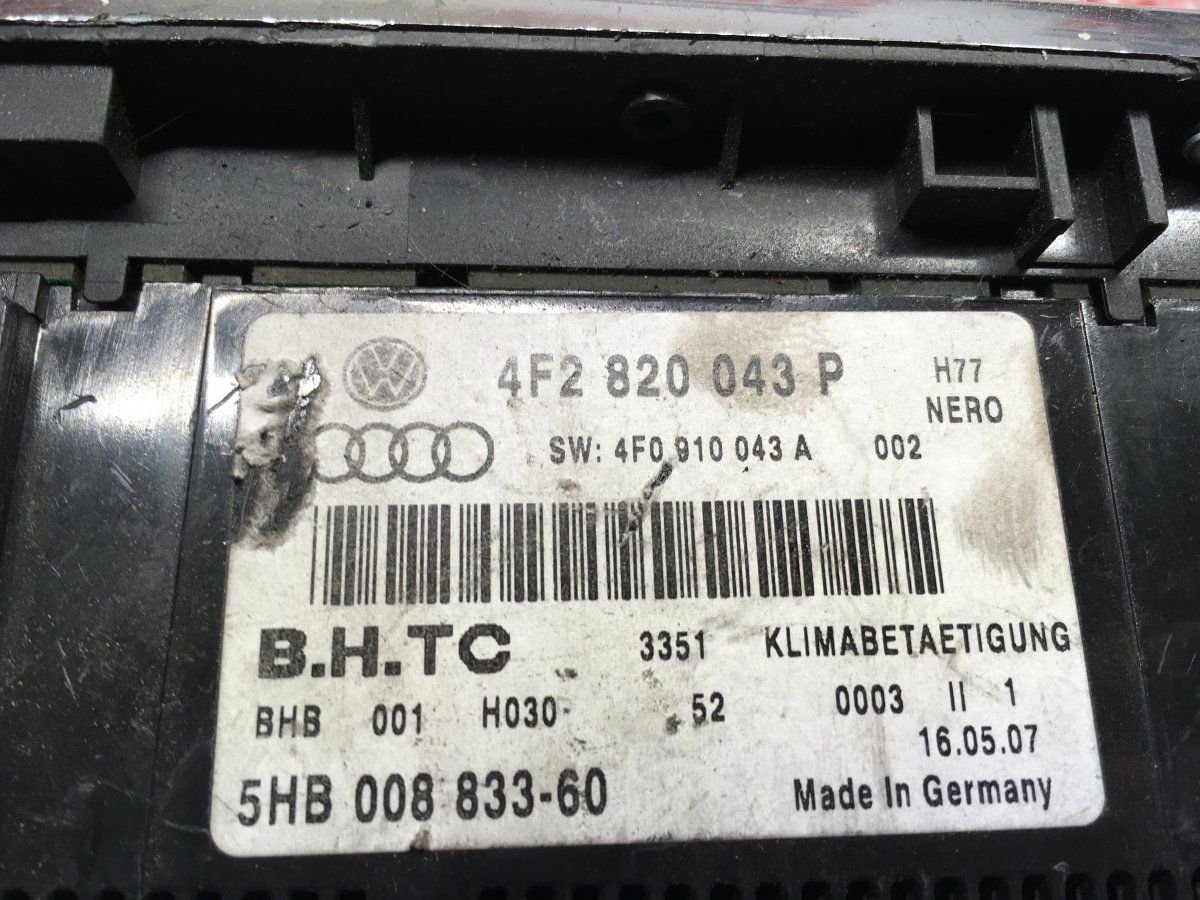 4F2 820 043 P
H77
NERO
SW: 4F0 910 043 A 002
B.H.TC 3351 KLIMABETAETIGUNG
BHB 001 H030- 52 0003 II 1
16.05.07
5HB 008 833-60 Made In Germany